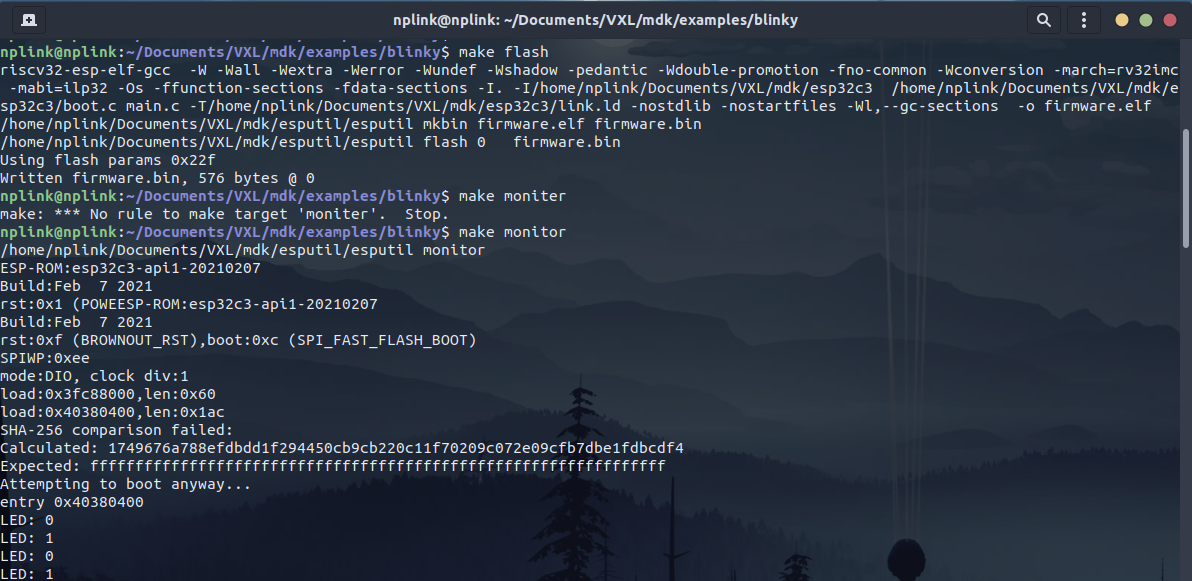 nplink@nplink: ~/Documents/VXL/mdk/examples/blinky
nplink@nplink:~/Documents/VXL/mdk/examples/blinky$ make flash
riscv32-esp-elf-gcc  -W -Wall -Wextra -Werror -Wundef -Wshadow -pedantic -Wdouble-promotion -fno-common -Wconversion -march=rv32imc
 -mabi=ilp32 -Os -ffunction-sections -fdata-sections -I. -I/home/nplink/Documents/VXL/mdk/esp32c3  /home/nplink/Documents/VXL/mdk/e
sp32c3/boot.c main.c -T/home/nplink/Documents/VXL/mdk/esp32c3/link.ld -nostdlib -nostartfiles -Wl,--gc-sections  -o firmware.elf
/home/nplink/Documents/VXL/mdk/esputil/esputil mkbin firmware.elf firmware.bin
/home/nplink/Documents/VXL/mdk/esputil/esputil flash 0   firmware.bin
Using flash params 0x22f
Written firmware.bin, 576 bytes @ 0
nplink@nplink:~/Documents/VXL/mdk/examples/blinky$ make moniter
make: *** No rule to make target 'moniter'.  Stop.
nplink@nplink:~/Documents/VXL/mdk/examples/blinky$ make monitor
/home/nplink/Documents/VXL/mdk/esputil/esputil monitor
ESP-ROM:esp32c3-api1-20210207
Build:Feb  7 2021
rst:0x1 (POWEESP-ROM:esp32c3-api1-20210207
Build:Feb  7 2021
rst:0xf (BROWNOUT_RST),boot:0xc (SPI_FAST_FLASH_BOOT)
SPIWP:0xee
mode:DIO, clock div:1
load:0x3fc88000,len:0x60
load:0x40380400,len:0x1ac
SHA-256 comparison failed:
Calculated: 1749676a788efdbdd1f294450cb9cb220c11f70209c072e09cfb7dbe1fdbcdf4
Expected: ffffffffffffffffffffffffffffffffffffffffffffffffffffffffffffffff
Attempting to boot anyway...
entry 0x40380400
LED: 0
LED: 1
LED: 0
LED: 1